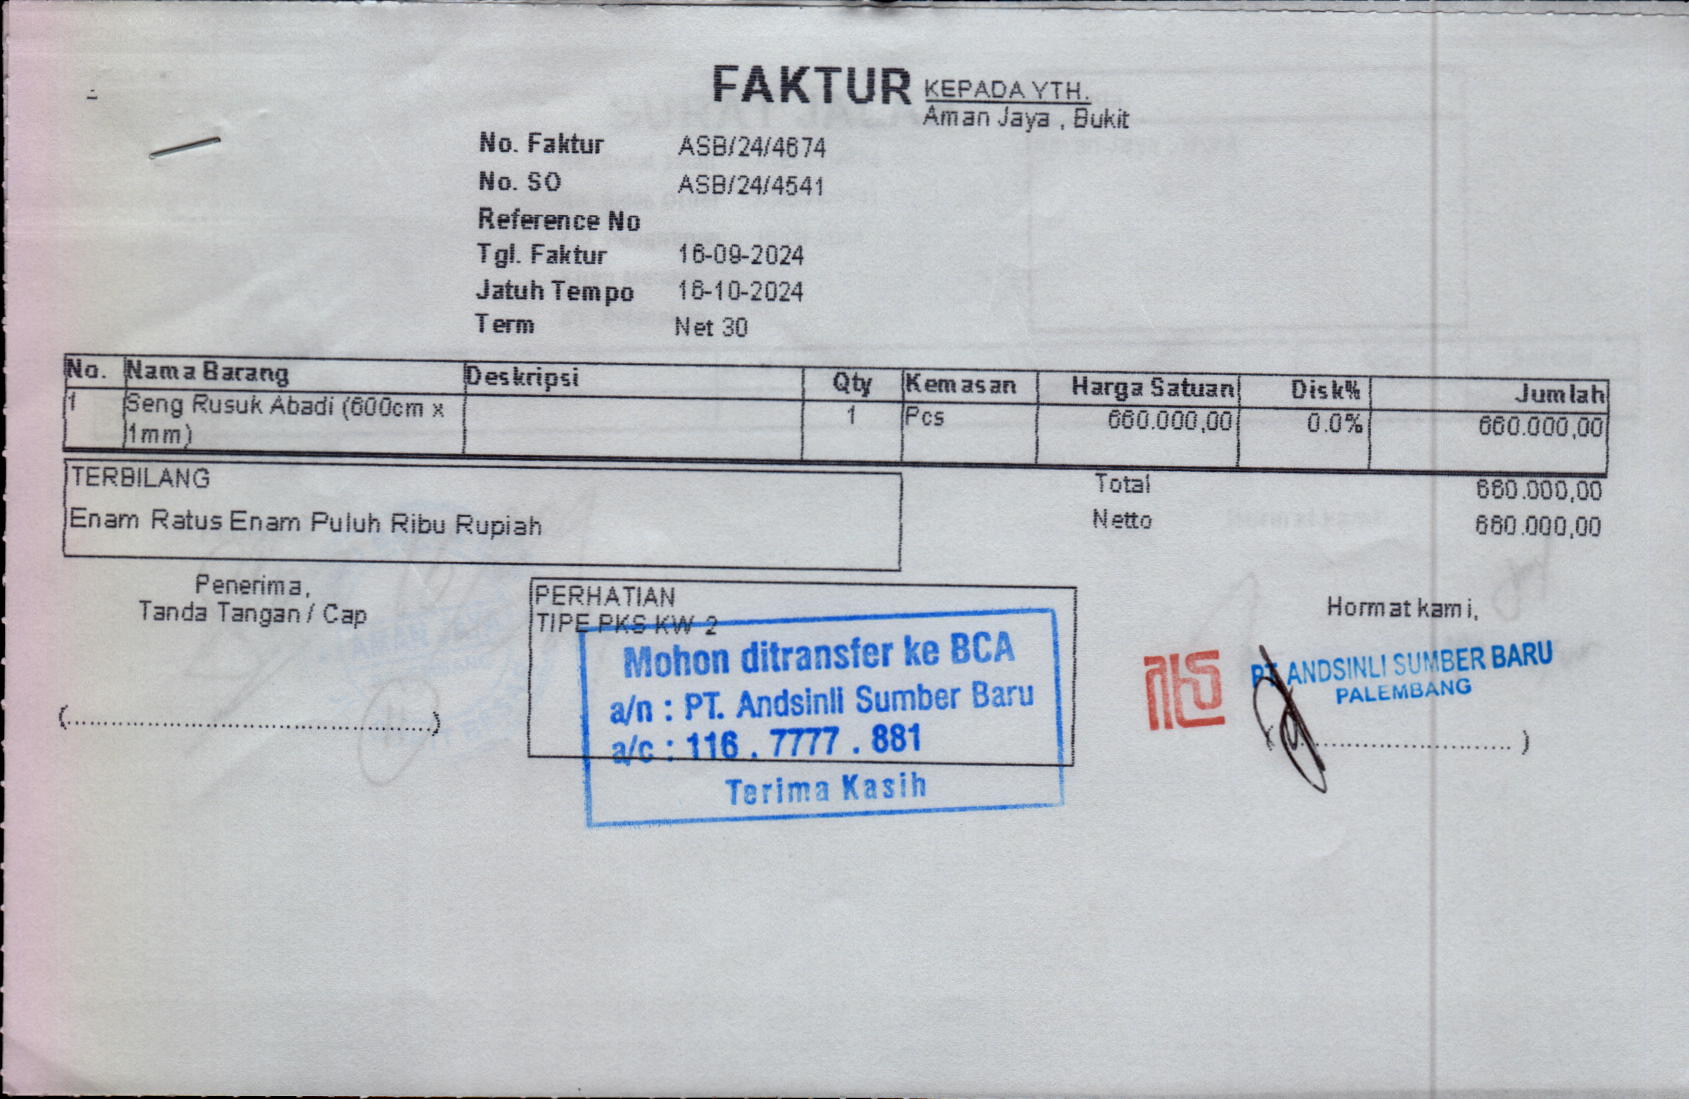 FAKTUR
KEPADA YTH.
Aman Jaya , Bukit
No. Faktur ASB/24/4674
No. SO ASB/24/4541
Reference No
Tgl. Faktur 16-09-2024
Jatuh Tempo 16-10-2024
Term Net 30
No. Nama Barang Deskripsi Qty Kemasan Harga Satuan Disk% Jumlah
1 Seng Rusuk Abadi (600cm x 1 Pcs 660.000,00 0.0% 660.000,00
1mm)
TERBILANG
Enam Ratus Enam Puluh Ribu Rupiah
Total 660.000,00
Netto 660.000,00
Penerima,
Tanda Tangan / Cap
(................................................)
PERHATIAN
TIPE PKS KW 2
Mohon ditransfer ke BCA
a/n : PT. Andsinli Sumber Baru
a/c : 116 . 7777 . 881
Terima Kasih
Hormat kami,
PT. ANDSINLI SUMBER BARU
PALEMBANG
(................................)